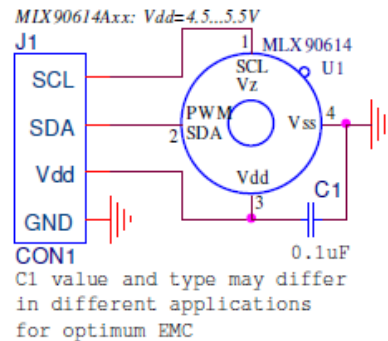 MLX90614Axx: Vdd=4.5...5.5V
J1
SCL
SDA
Vdd
GND
CON1
1
MLX90614
U1
SCL
Vz
PWM
SDA
2
Vss
4
Vdd
3
C1
0.1uF
C1 value and type may differ
in different applications
for optimum EMC